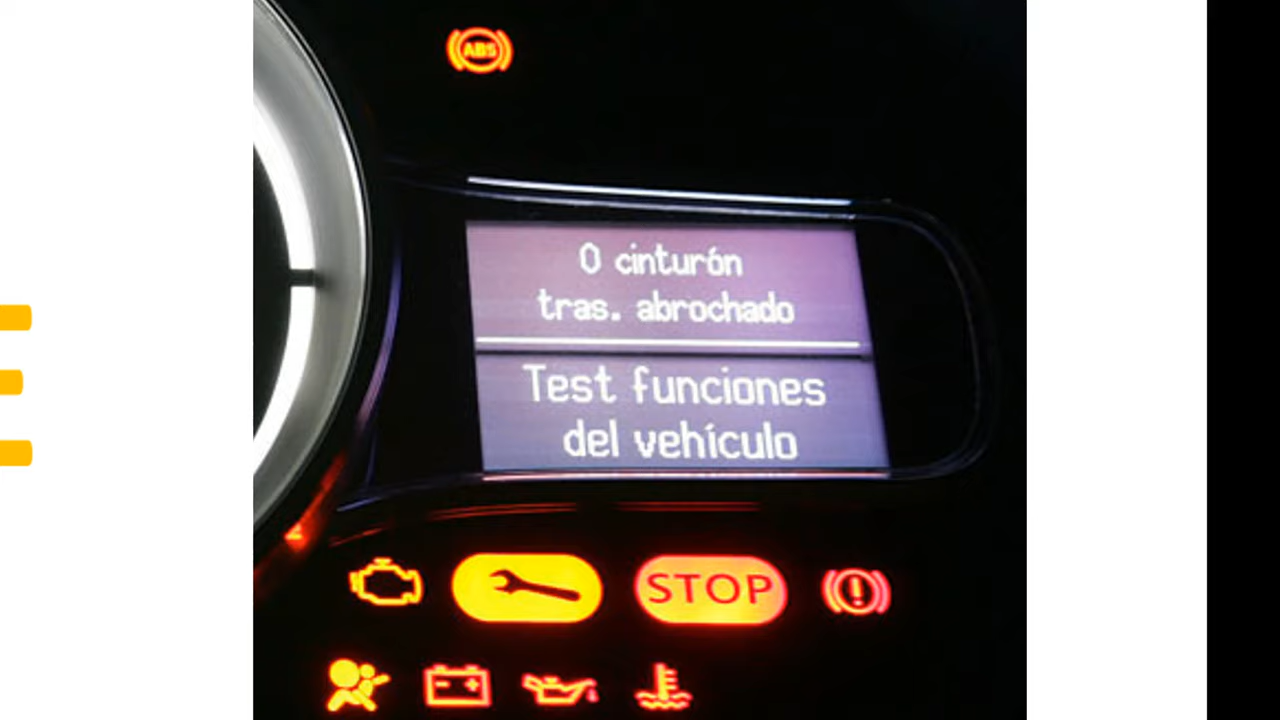 ABS
0 cinturón
tras. abrochado
Test funciones
del vehículo
STOP